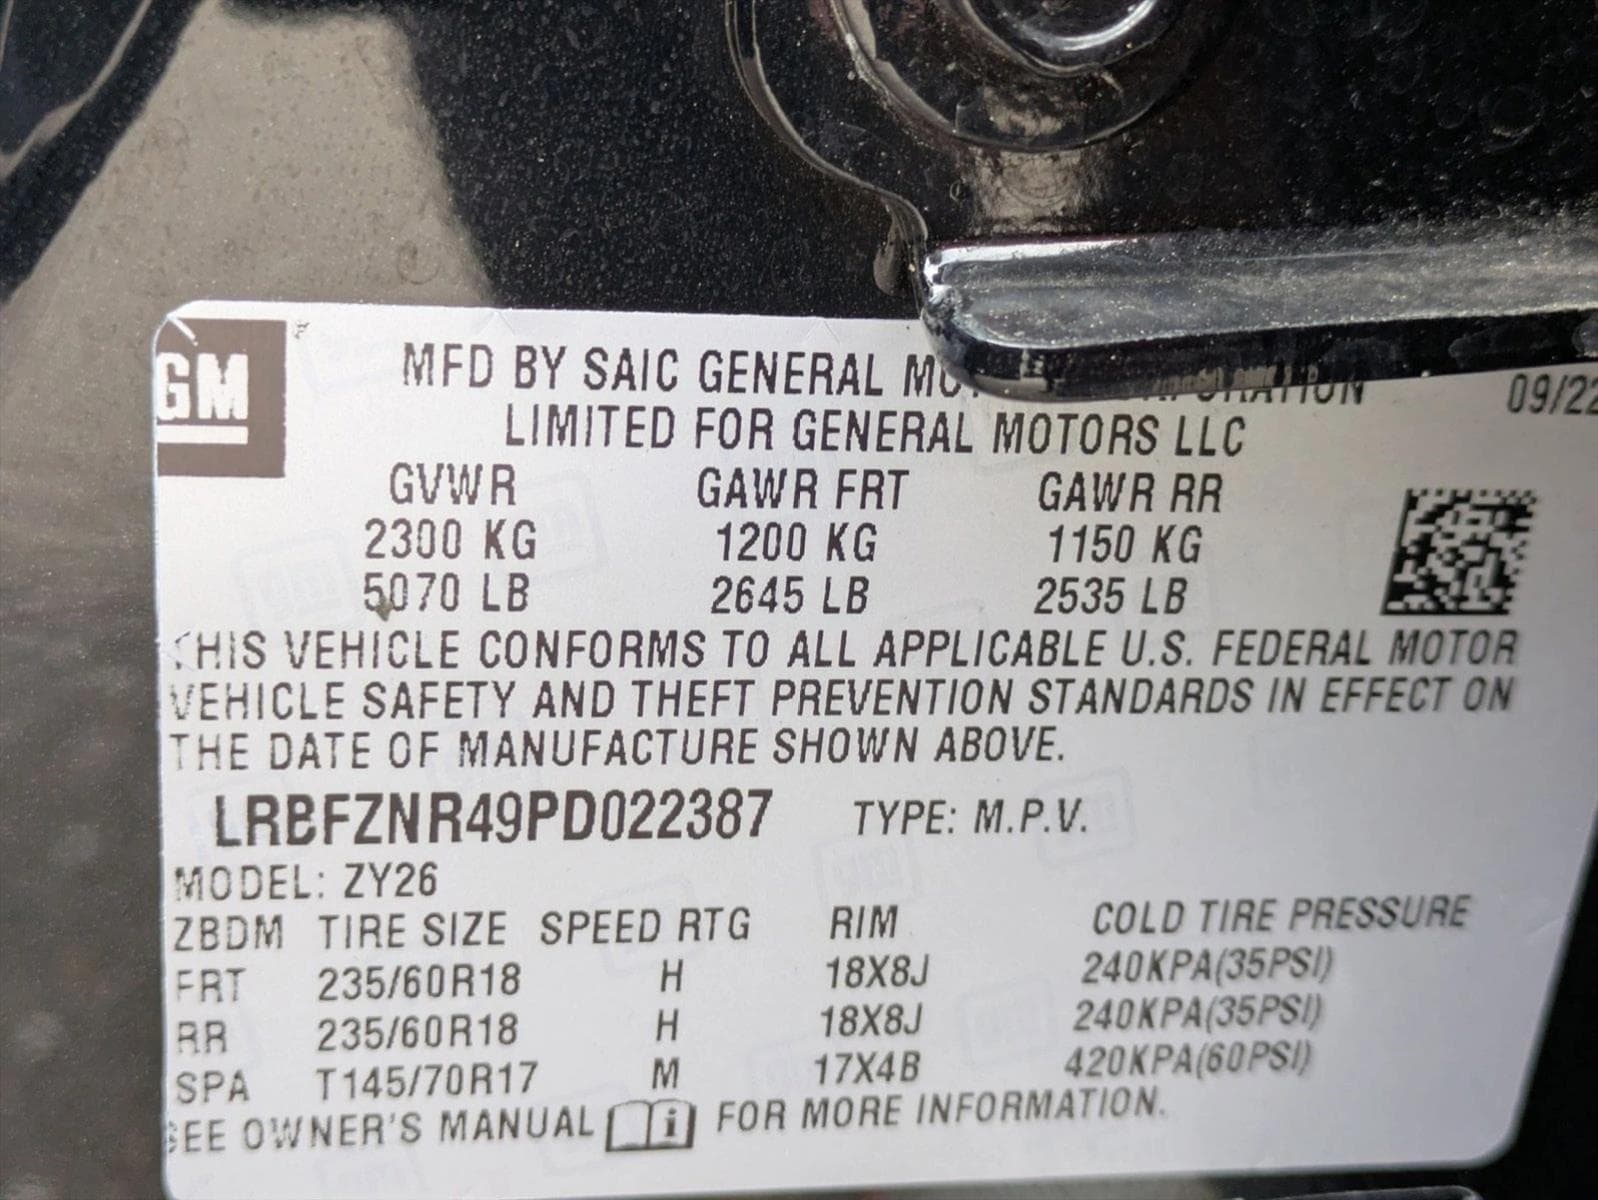 GM
MFD BY SAIC GENERAL 09/22
LIMITED FOR GENERAL MOTORS LLC
GVWR GAWR FRT GAWR RR
2300 KG 1200 KG 1150 KG
5070 LB 2645 LB 2535 LB
THIS VEHICLE CONFORMS TO ALL APPLICABLE U.S. FEDERAL MOTOR
VEHICLE SAFETY AND THEFT PREVENTION STANDARDS IN EFFECT ON
THE DATE OF MANUFACTURE SHOWN ABOVE.
LRBFZNR49PD022387 TYPE: M.P.V.
MODEL: ZY26
ZBDM TIRE SIZE SPEED RTG RIM COLD TIRE PRESSURE
FRT 235/60R18 H 18X8J 240KPA(35PSI)
RR 235/60R18 H 18X8J 240KPA(35PSI)
SPA T145/70R17 M 17X4B 420KPA(60PSI)
SEE OWNER'S MANUAL i FOR MORE INFORMATION.